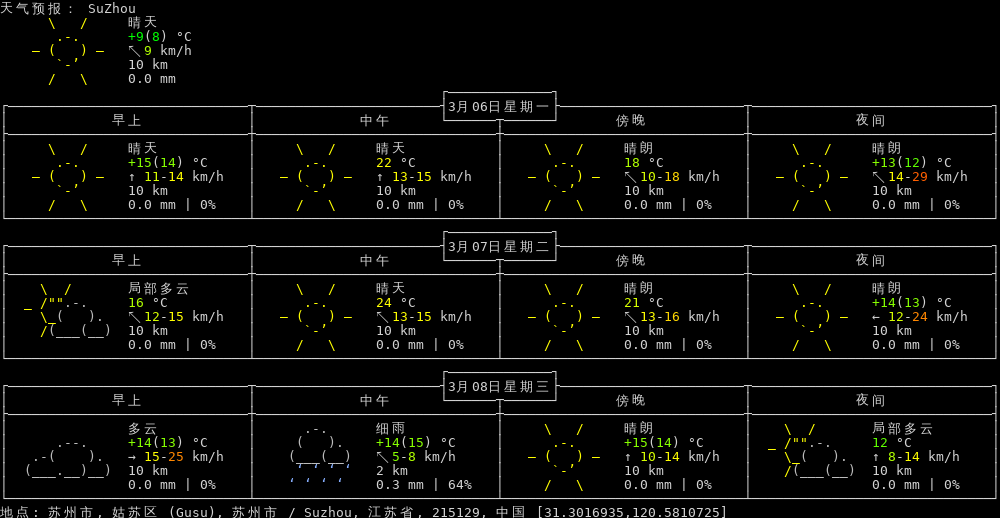 天气预报: SuZhou
晴天
+9(8) °C
↖ 9 km/h
10 km
0.0 mm
3月06日星期一
早上 中午 傍晚 夜间
晴天 晴天 晴朗 晴朗
+15(14) °C 22 °C 18 °C +13(12) °C
↑ 11-14 km/h ↑ 13-15 km/h ↖ 10-18 km/h ↖ 14-29 km/h
10 km 10 km 10 km 10 km
0.0 mm | 0% 0.0 mm | 0% 0.0 mm | 0% 0.0 mm | 0%
3月07日星期二
早上 中午 傍晚 夜间
局部多云 晴天 晴朗 晴朗
16 °C 24 °C 21 °C +14(13) °C
↖ 12-15 km/h ↖ 13-15 km/h ↖ 13-16 km/h ← 12-24 km/h
10 km 10 km 10 km 10 km
0.0 mm | 0% 0.0 mm | 0% 0.0 mm | 0% 0.0 mm | 0%
3月08日星期三
早上 中午 傍晚 夜间
多云 细雨 晴朗 局部多云
+14(13) °C +14(15) °C +15(14) °C 12 °C
→ 15-25 km/h ↖ 5-8 km/h ↑ 10-14 km/h ↑ 8-14 km/h
10 km 2 km 10 km 10 km
0.0 mm | 0% 0.3 mm | 64% 0.0 mm | 0% 0.0 mm | 0%
地点: 苏州市, 姑苏区 (Gusu), 苏州市 / Suzhou, 江苏省, 215129, 中国 [31.3016935,120.5810725]